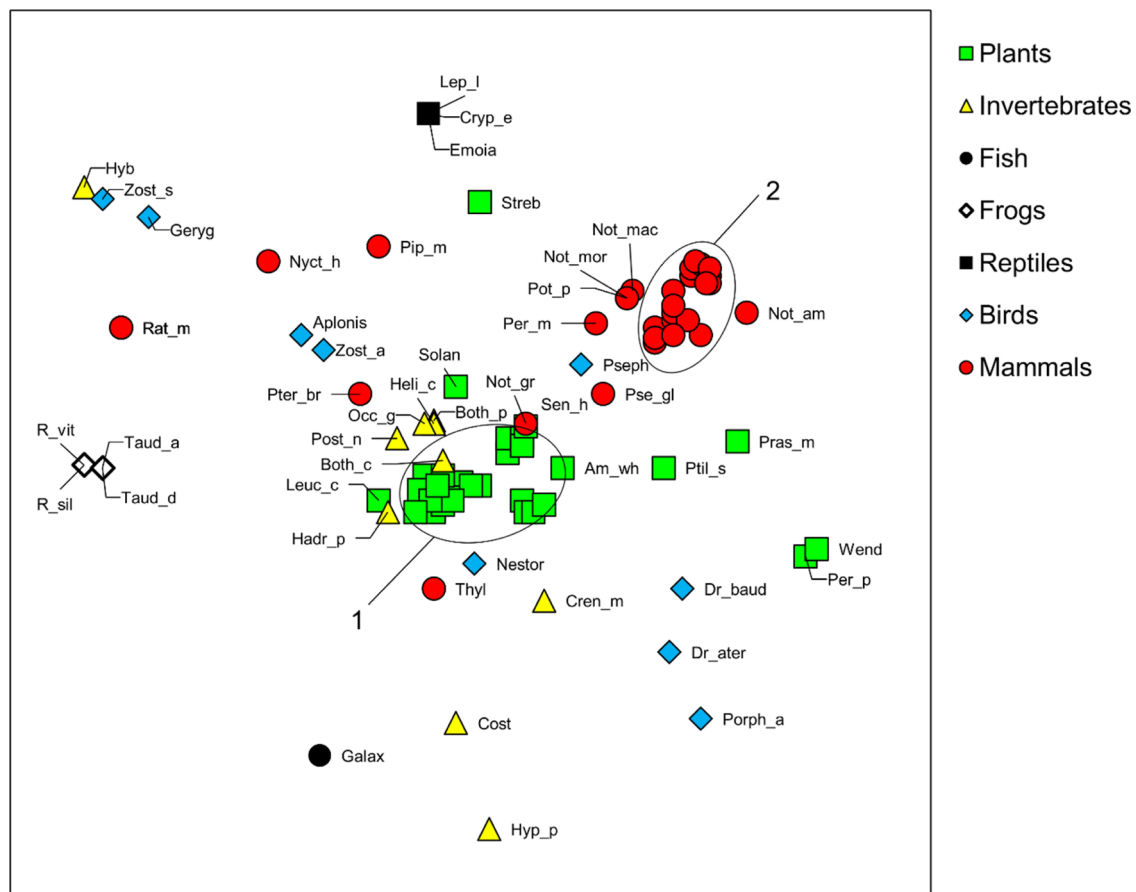 Lep_l
Cryp_e
Emoia
Plants
Invertebrates
Fish
Frogs
Reptiles
Birds
Mammals
Hyb
Zost_s
Geryg
Streb
2
Not_mac
Not_mor
Pot_p
Per_m
Not_am
Nyct_h
Pip_m
Rat_m
Aplonis
Zost_a
Solan
Pseph
Pter_br
Heli_c
Not_gr
Pse_gl
Occ_g
Both_p
Sen_h
Post_n
Pras_m
R_vit
Taud_a
Both_c
Am_wh
Ptil_s
R_sil
Taud_d
Leuc_c
Hadr_p
Wend
Per_p
Nestor
1
Thyl
Cren_m
Dr_baud
Dr_ater
Porph_a
Cost
Galax
Hyp_p